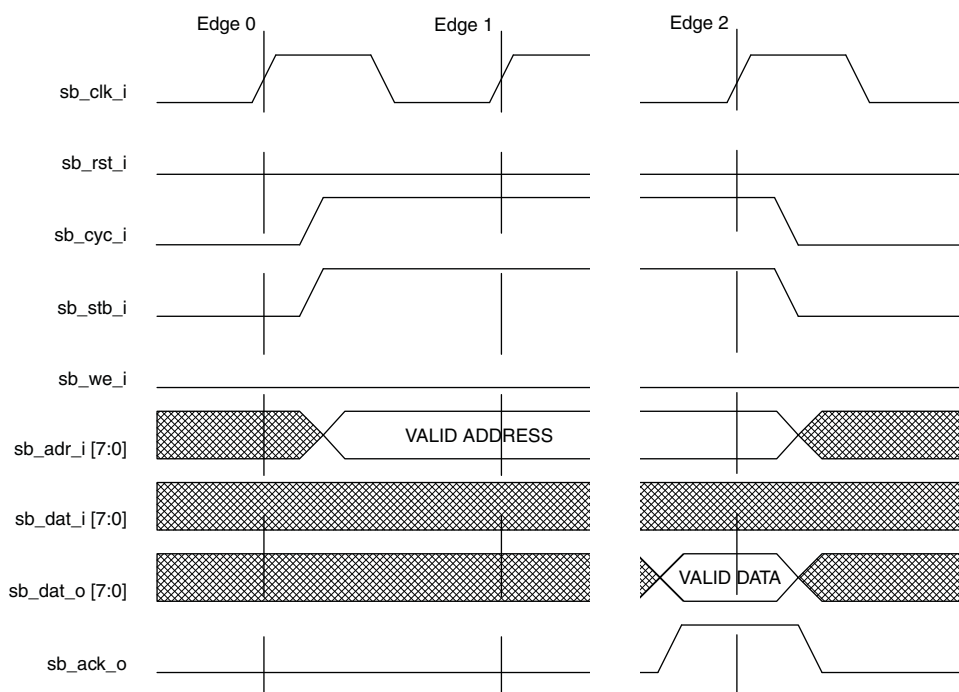 Edge 0 Edge 1 Edge 2
sb_clk_i
sb_rst_i
sb_cyc_i
sb_stb_i
sb_we_i
sb_adr_i [7:0] VALID ADDRESS
sb_dat_i [7:0]
sb_dat_o [7:0] VALID DATA
sb_ack_o